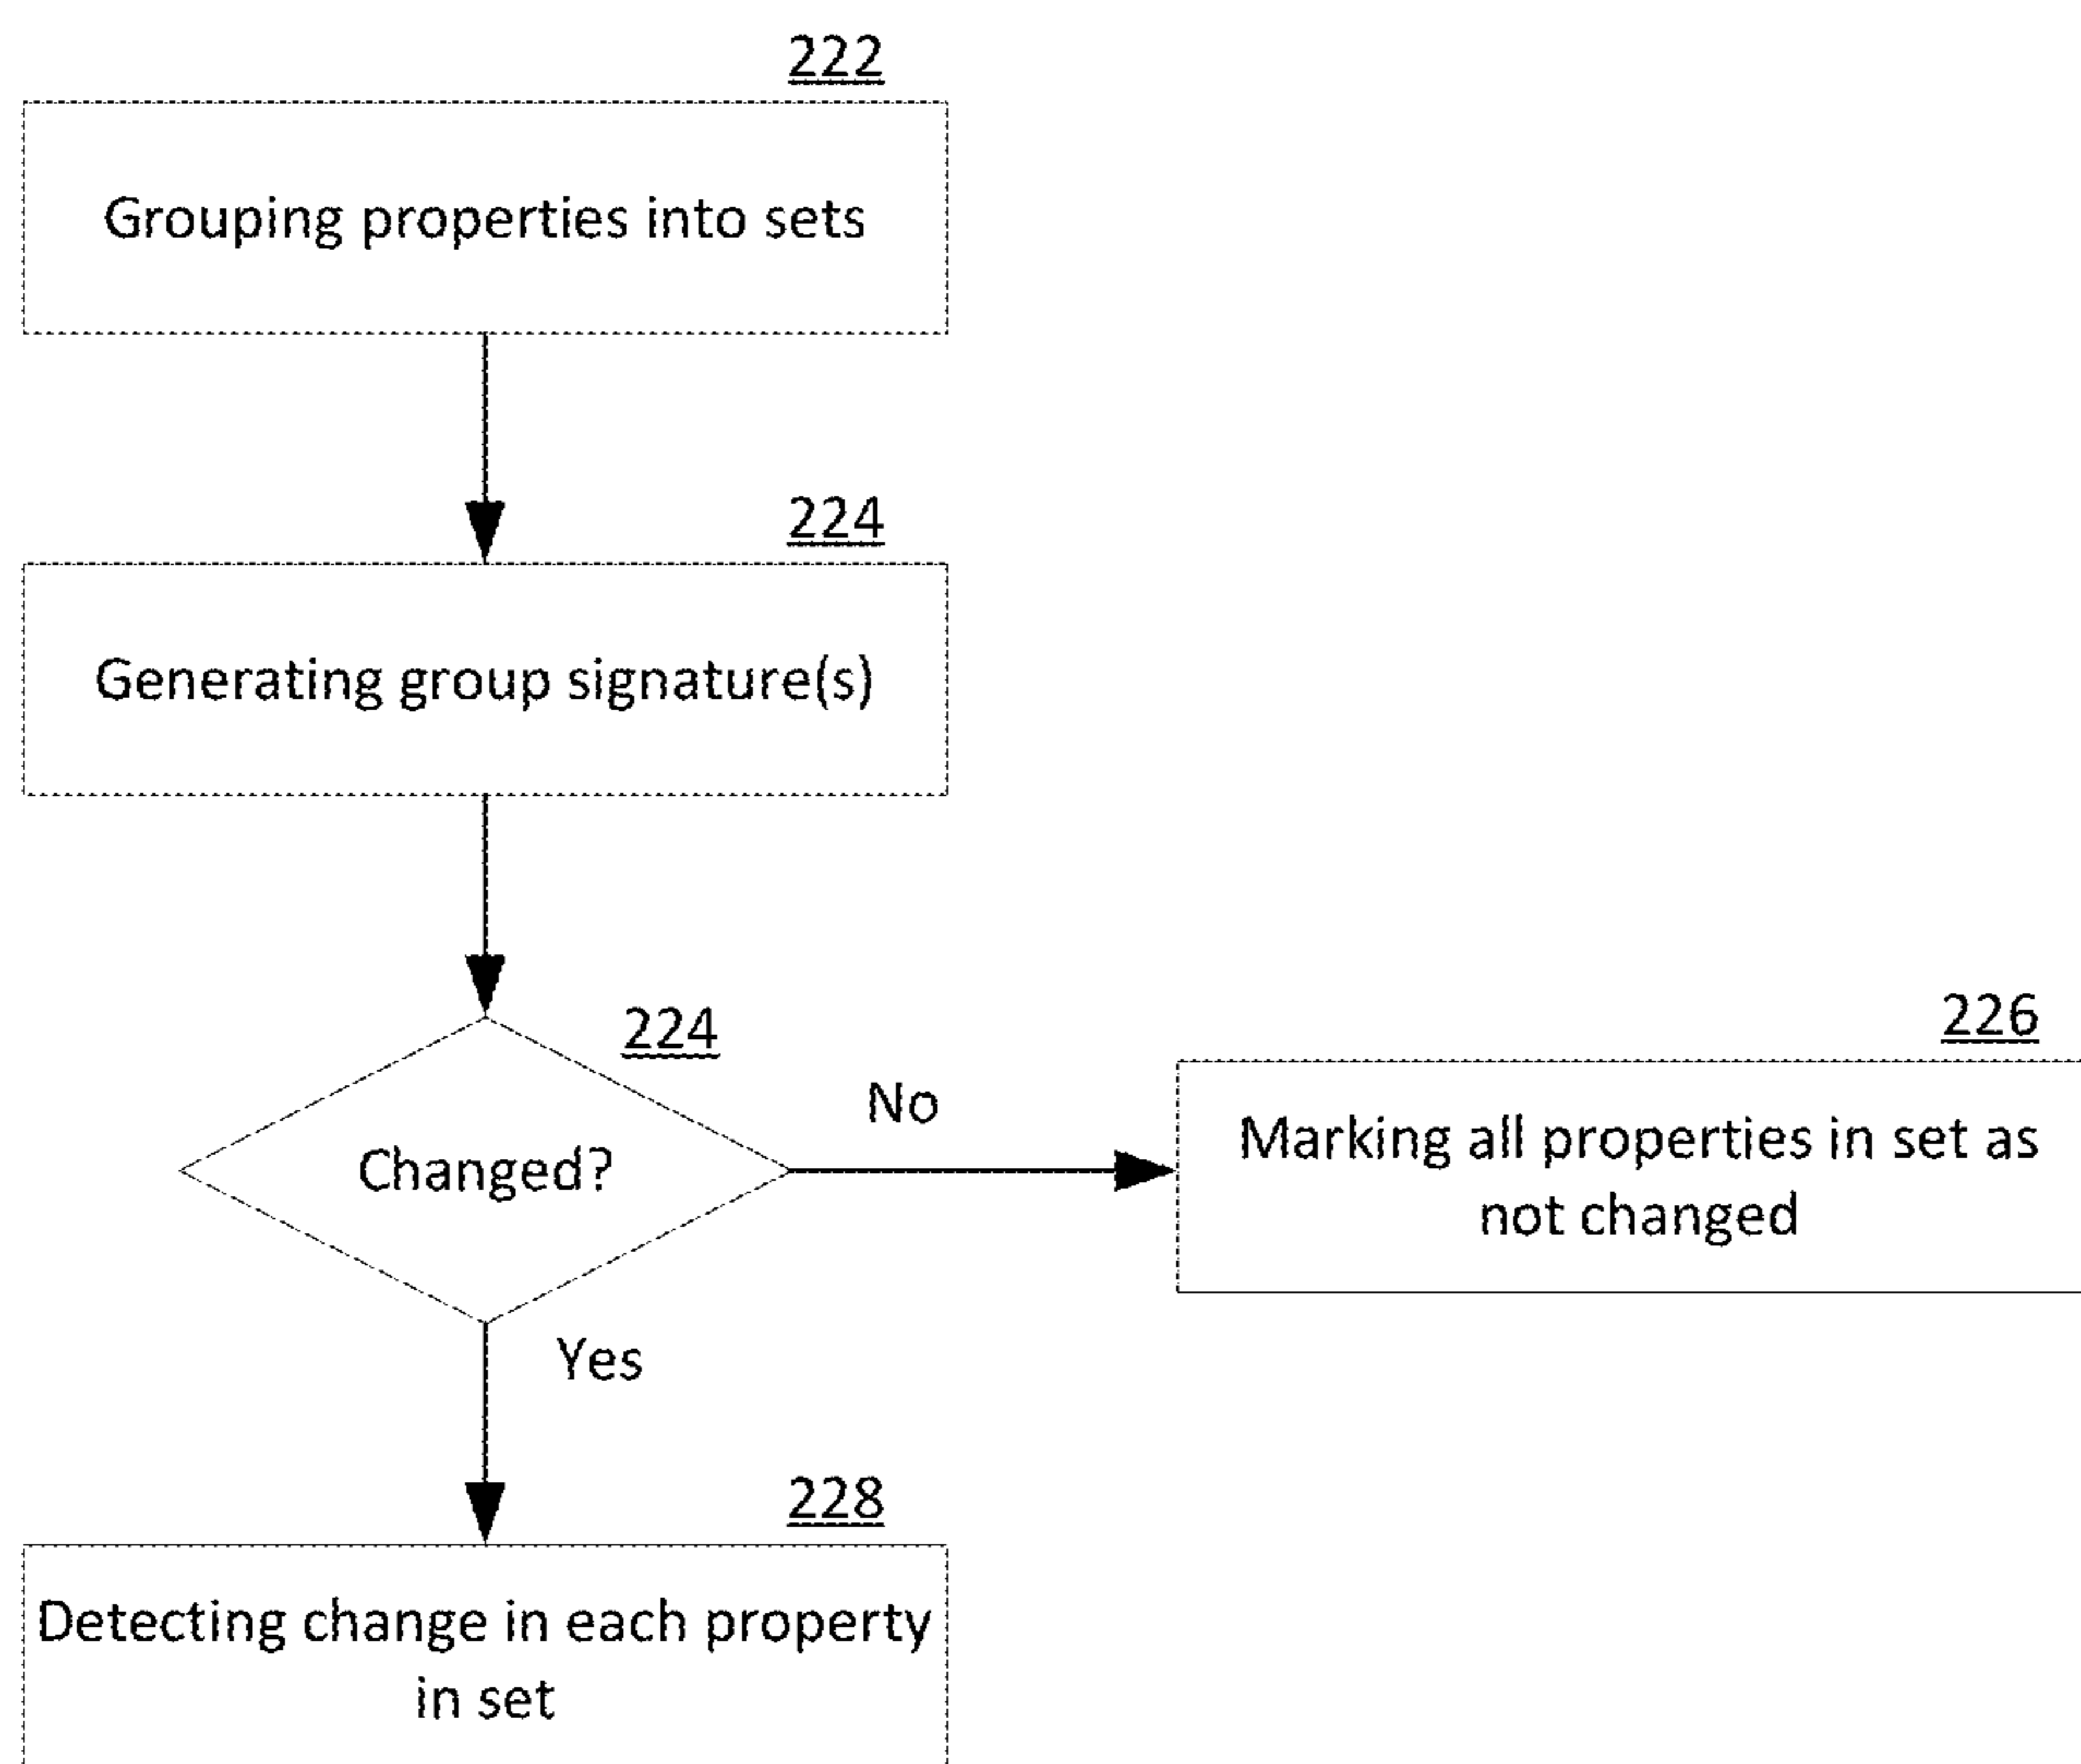 222
Grouping properties into sets
224
Generating group signature(s)
224
Changed?
No
226
Marking all properties in set as
not changed
Yes
228
Detecting change in each property
in set